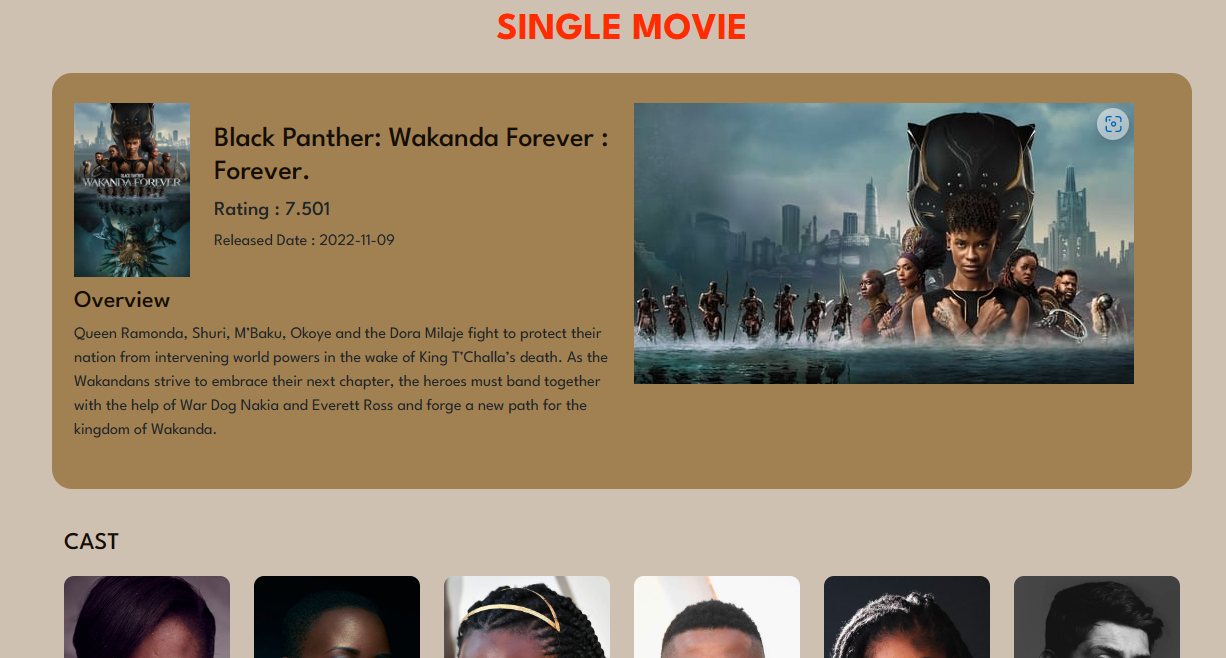 SINGLE MOVIE
BLACK PANTHER
WAKANDA FOREVER
Black Panther: Wakanda Forever :
Forever.
Rating : 7.501
Released Date : 2022-11-09
Overview
Queen Ramonda, Shuri, M’Baku, Okoye and the Dora Milaje fight to protect their
nation from intervening world powers in the wake of King T’Challa’s death. As the
Wakandans strive to embrace their next chapter, the heroes must band together
with the help of War Dog Nakia and Everett Ross and forge a new path for the
kingdom of Wakanda.
CAST